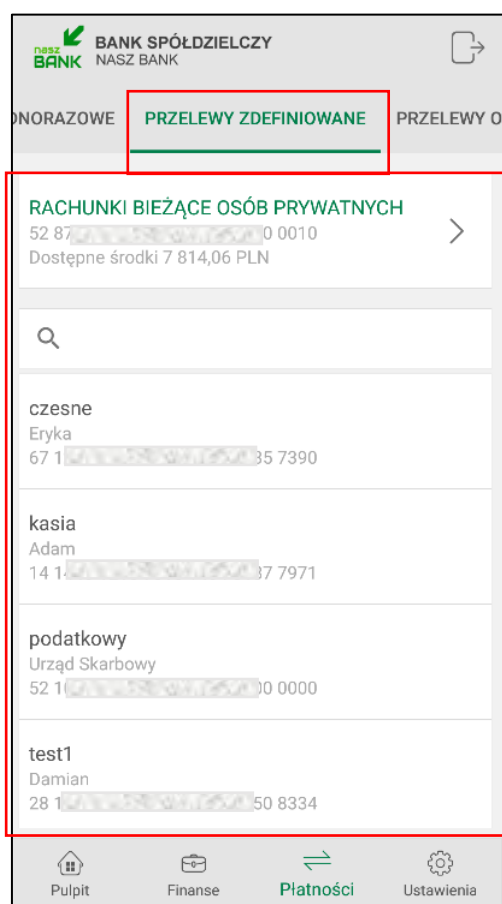 nasz BANK
BANK SPÓŁDZIELCZY
NASZ BANK
ONORAZOWE PRZELEWY ZDEFINIOWANE PRZELEWY O
RACHUNKI BIEŻĄCE OSÓB PRYWATNYCH
52 87 0 0010
Dostępne środki 7 814,06 PLN
czesne
Eryka
67 1 35 7390
kasia
Adam
14 14 37 7971
podatkowy
Urząd Skarbowy
52 10 00 0000
test1
Damian
28 1 50 8334
Pulpit Finanse Płatności Ustawienia